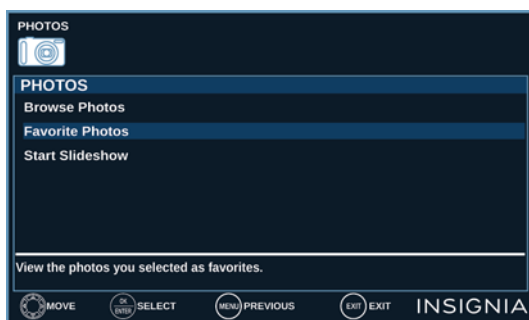 PHOTOS
PHOTOS
Browse Photos
Favorite Photos
Start Slideshow
View the photos you selected as favorites.
MOVE OK ENTER SELECT MENU PREVIOUS EXIT EXIT INSIGNIA